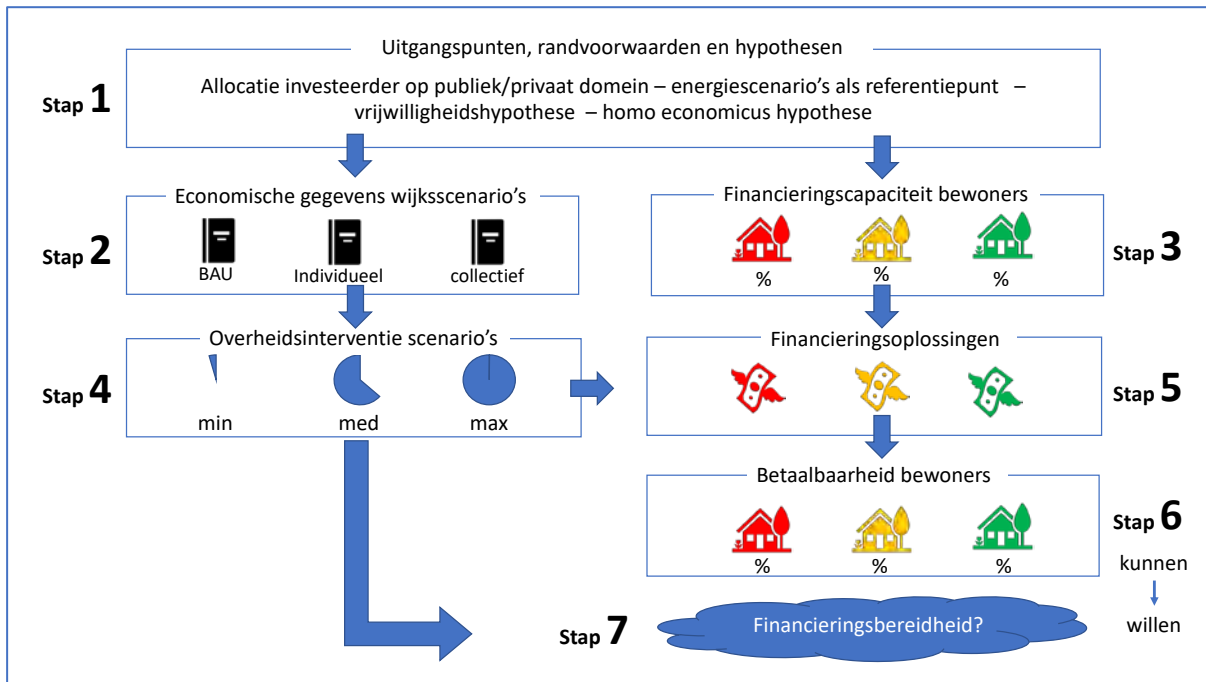 Uitgangspunten, randvoorwaarden en hypothesen
Stap 1
Allocatie investeerder op publiek/privaat domein – energiescenario's als referentiepunt –
vrijwilligheidshypothese – homo economicus hypothese
Economische gegevens wijksscenario's
Stap 2
BAU
Individueel
collectief
Financieringscapaciteit bewoners
Stap 3
%
%
%
Overheidsinterventie scenario's
Stap 4
min
med
max
Financieringsoplossingen
Stap 5
Betaalbaarheid bewoners
Stap 6
%
%
%
kunnen
willen
Stap 7
Financieringsbereidheid?